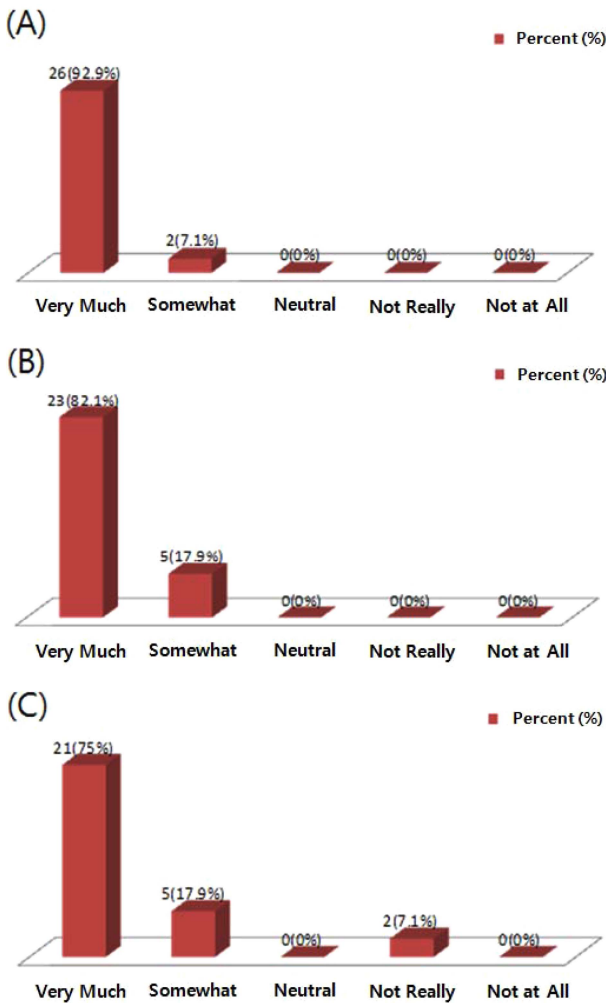 (A)
Percent (%)
26(92.9%)
2(7.1%)
0(0%)
0(0%)
0(0%)
Very Much
Somewhat
Neutral
Not Really
Not at All
(B)
Percent (%)
23(82.1%)
5(17.9%)
0(0%)
0(0%)
0(0%)
Very Much
Somewhat
Neutral
Not Really
Not at All
(C)
Percent (%)
21(75%)
5(17.9%)
0(0%)
2(7.1%)
0(0%)
Very Much
Somewhat
Neutral
Not Really
Not at All